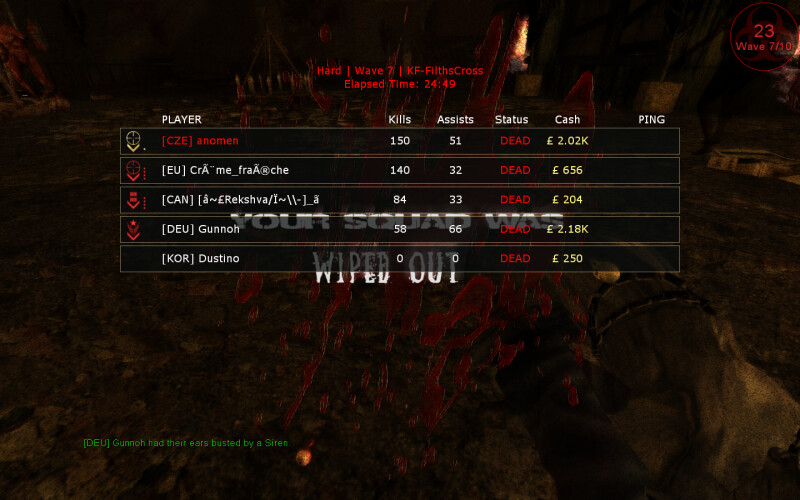 23
Wave 7/10
Hard | Wave 7 | KF-FilthsCross
Elapsed Time: 24:49
PLAYER Kills Assists Status Cash PING
[CZE] anomen 150 51 DEAD £ 2.02K
[EU] CrÃ¨me_fraÃ®che 140 32 DEAD £ 656
[CAN] [å~£Rekshva/Ï~\\-]_ã 84 33 DEAD £ 204
YOUR SQUAD WAS
[DEU] Gunnoh 58 66 DEAD £ 2.18K
[KOR] Dustino 0 0 DEAD £ 250
WIPED OUT
[DEU] Gunnoh had their ears busted by a Siren